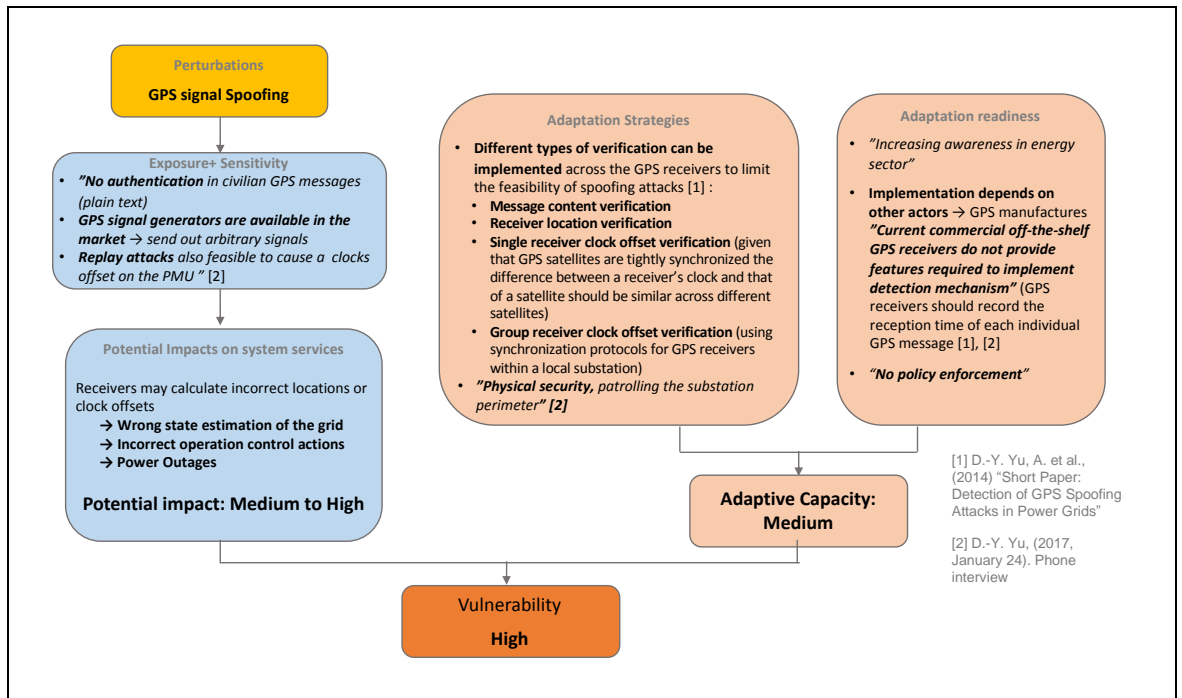 Perturbations
GPS signal Spoofing
Exposure+ Sensitivity
• ”No authentication in civilian GPS messages
(plain text)
• GPS signal generators are available in the
market → send out arbitrary signals
• Replay attacks also feasible to cause a clocks
offset on the PMU ” [2]
Potential Impacts on system services
Receivers may calculate incorrect locations or
clock offsets
→ Wrong state estimation of the grid
→ Incorrect operation control actions
→ Power Outages
Potential impact: Medium to High
Adaptation Strategies
• Different types of verification can be
implemented across the GPS receivers to limit
the feasibility of spoofing attacks [1] :
• Message content verification
• Receiver location verification
• Single receiver clock offset verification (given
that GPS satellites are tightly synchronized the
difference between a receiver’s clock and that
of a satellite should be similar across different
satellites)
• Group receiver clock offset verification (using
synchronization protocols for GPS receivers
within a local substation)
• ”Physical security, patrolling the substation
perimeter” [2]
Adaptation readiness
• ”Increasing awareness in energy
sector”
• Implementation depends on
other actors → GPS manufactures
”Current commercial off-the-shelf
GPS receivers do not provide
features required to implement
detection mechanism” (GPS
receivers should record the
reception time of each individual
GPS message [1], [2]
• “No policy enforcement”
Adaptive Capacity:
Medium
[1] D.-Y. Yu, A. et al.,
(2014) “Short Paper:
Detection of GPS Spoofing
Attacks in Power Grids”
[2] D.-Y. Yu, (2017,
January 24). Phone
interview
Vulnerability
High